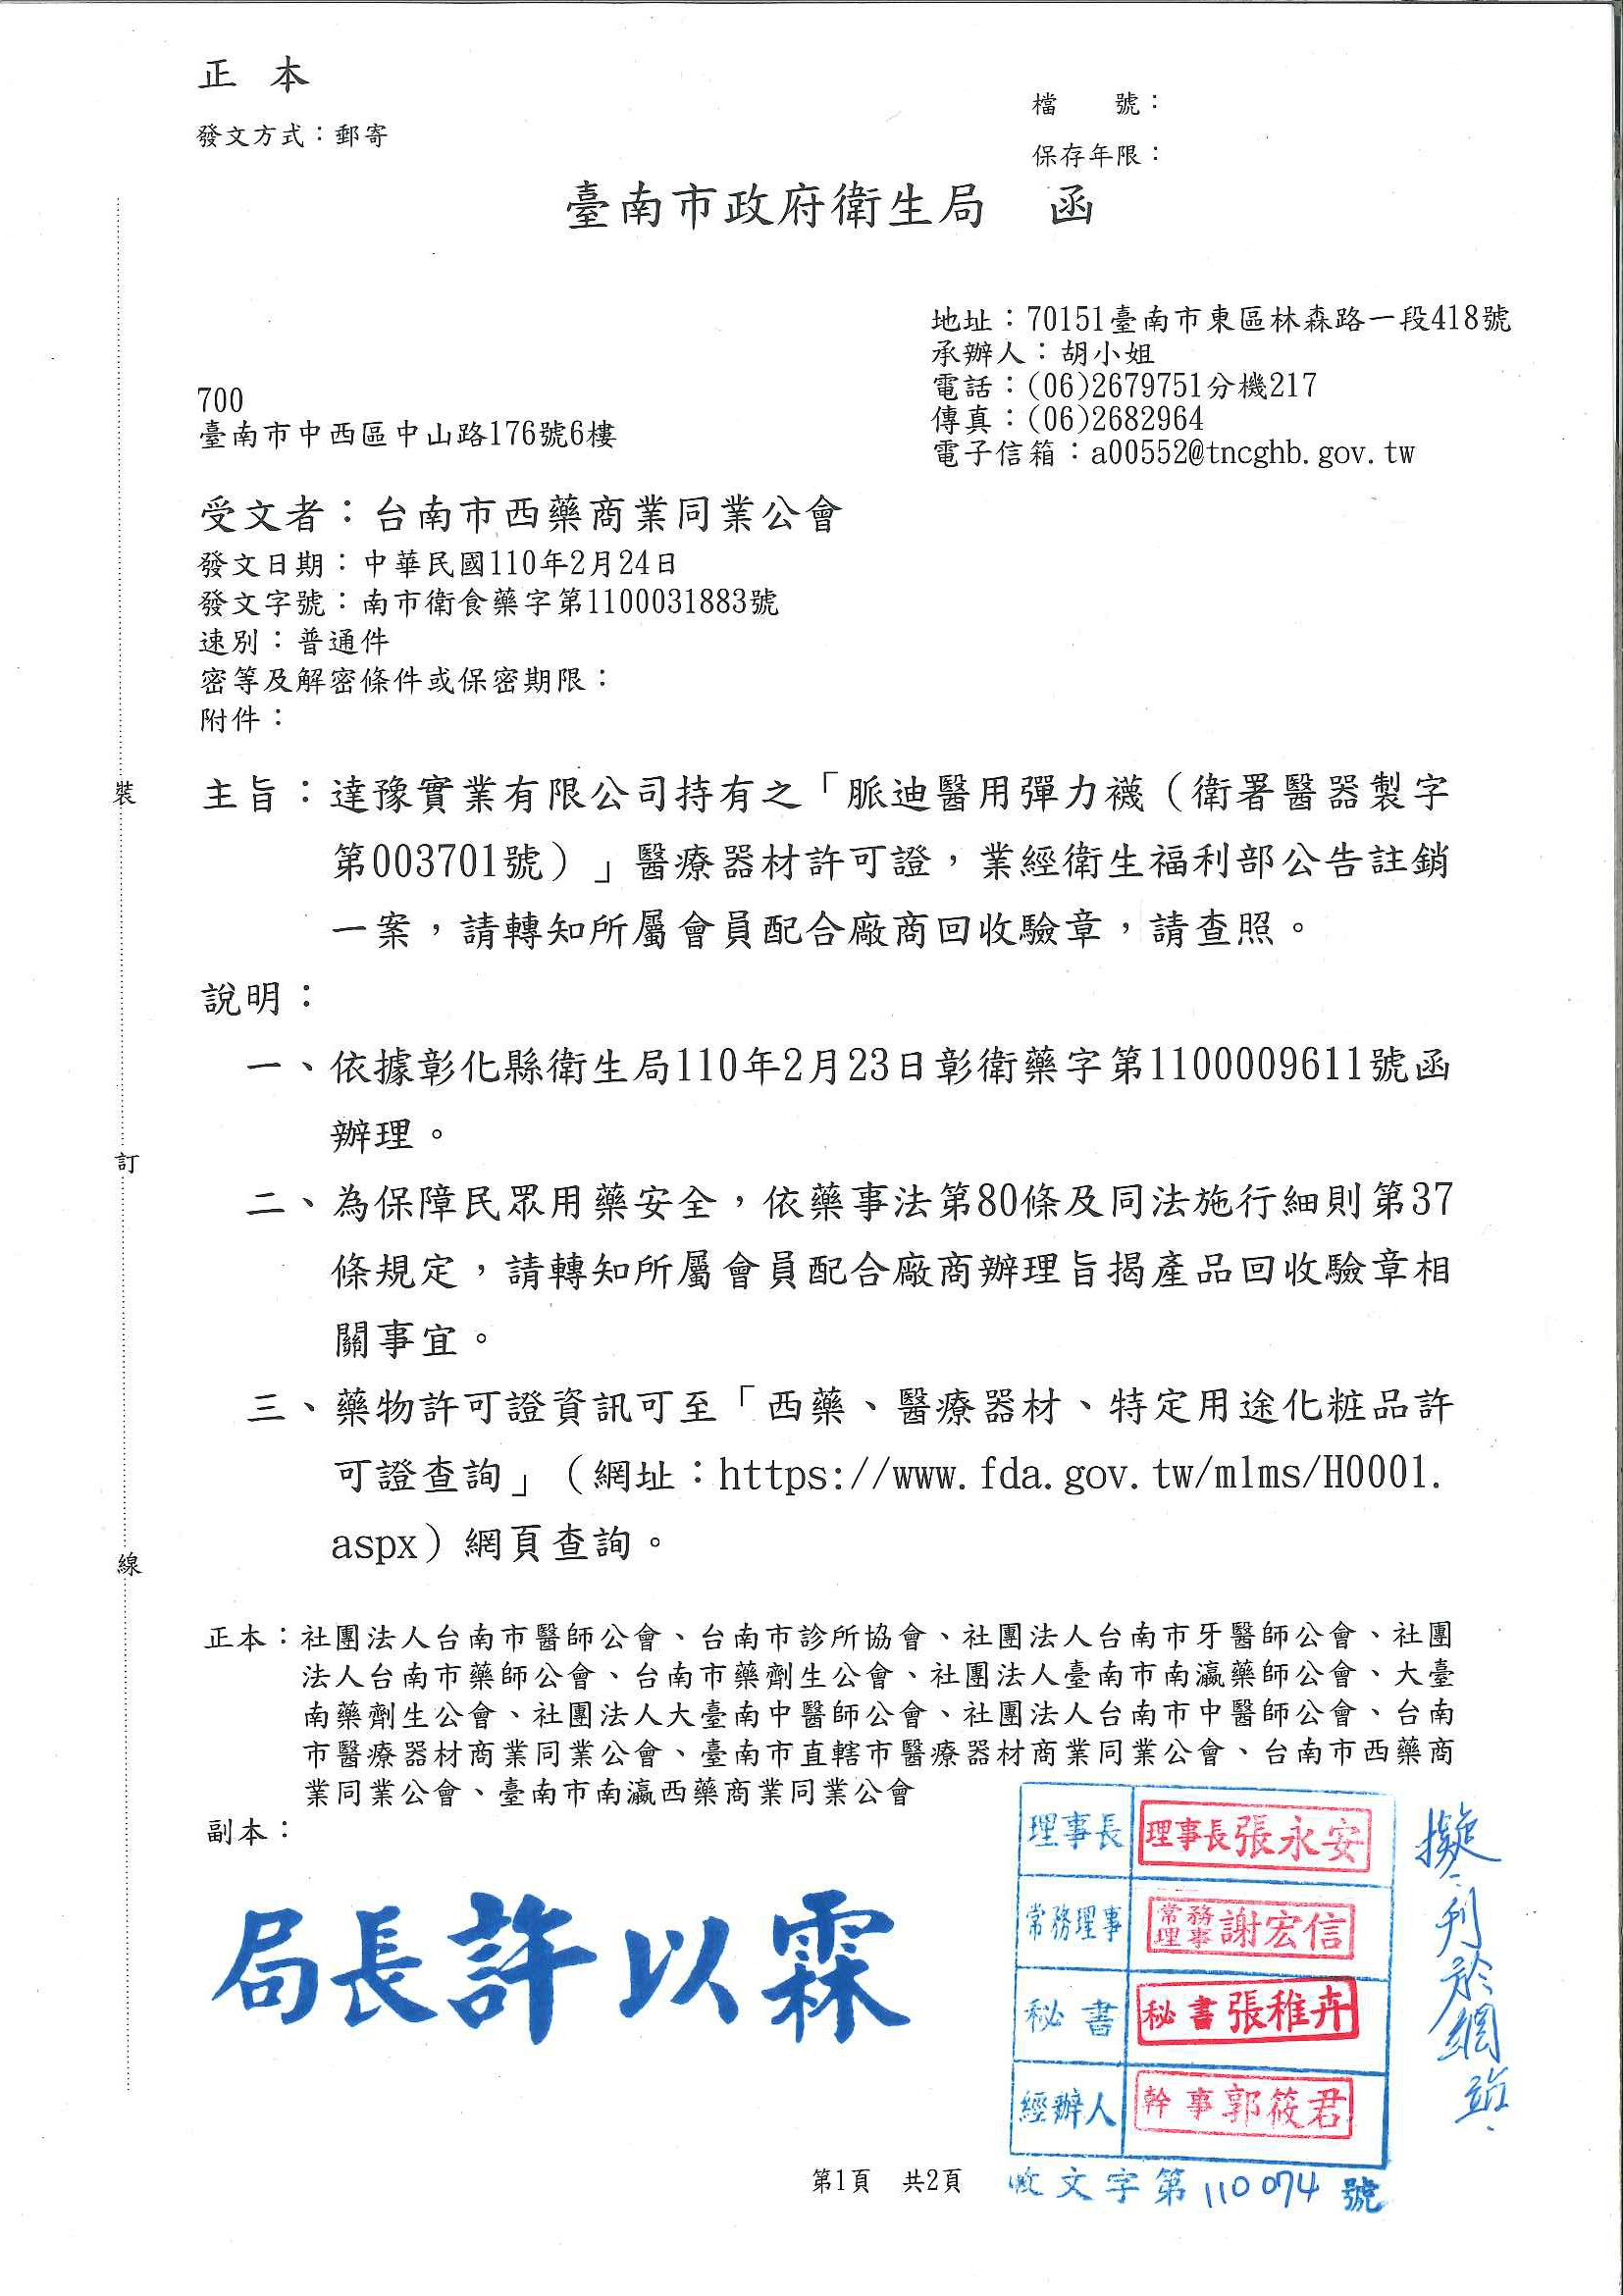 正本
發文方式：郵寄
檔　　號：
保存年限：
臺南市政府衛生局　函
地址：70151臺南市東區林森路一段418號
承辦人：胡小姐
電話：(06)2679751分機217
傳真：(06)2682964
電子信箱：a00552@tncghb.gov.tw
700
臺南市中西區中山路176號6樓
受文者：台南市西藥商業同業公會
發文日期：中華民國110年2月24日
發文字號：南市衛食藥字第1100031883號
速別：普通件
密等及解密條件或保密期限：
附件：
主旨：達豫實業有限公司持有之「脈迪醫用彈力襪（衛署醫器製字
第003701號）」醫療器材許可證，業經衛生福利部公告註銷
一案，請轉知所屬會員配合廠商回收驗章，請查照。
說明：
一、依據彰化縣衛生局110年2月23日彰衛藥字第1100009611號函
辦理。
二、為保障民眾用藥安全，依藥事法第80條及同法施行細則第37
條規定，請轉知所屬會員配合廠商辦理旨揭產品回收驗章相
關事宜。
三、藥物許可證資訊可至「西藥、醫療器材、特定用途化粧品許
可證查詢」（網址：https://www.fda.gov.tw/mlms/H0001.
aspx）網頁查詢。
正本：社團法人台南市醫師公會、台南市診所協會、社團法人台南市牙醫師公會、社團
法人台南市藥師公會、台南市藥劑生公會、社團法人臺南市南瀛藥師公會、大臺
南藥劑生公會、社團法人大臺南中醫師公會、社團法人台南市中醫師公會、台南
市醫療器材商業同業公會、臺南市直轄市醫療器材商業同業公會、台南市西藥商
業同業公會、臺南市南瀛西藥商業同業公會
副本：
局長許以霖
理事長 理事長張永安
常務理事 常務理事謝宏信
秘書 秘書張稚卉
經辦人 幹事郭筱君
收文字第110074號
擬刊於網站
第1頁　共2頁
裝
訂
線